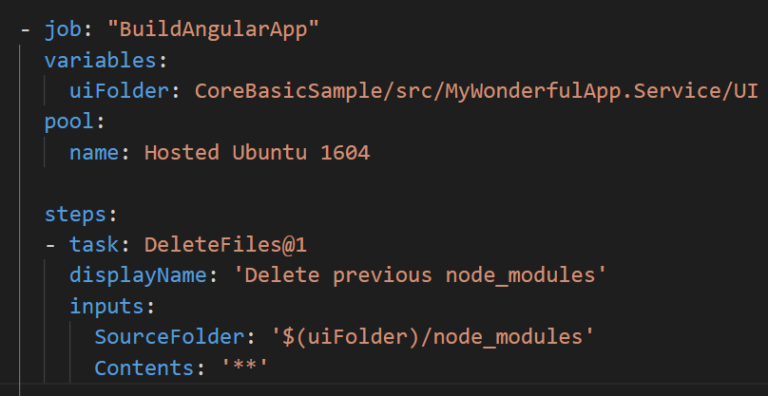 - job: "BuildAngularApp"
variables:
uiFolder: CoreBasicSample/src/MyWonderfulApp.Service/UI
pool:
name: Hosted Ubuntu 1604
steps:
- task: DeleteFiles@1
displayName: 'Delete previous node_modules'
inputs:
SourceFolder: '$(uiFolder)/node_modules'
Contents: '**'